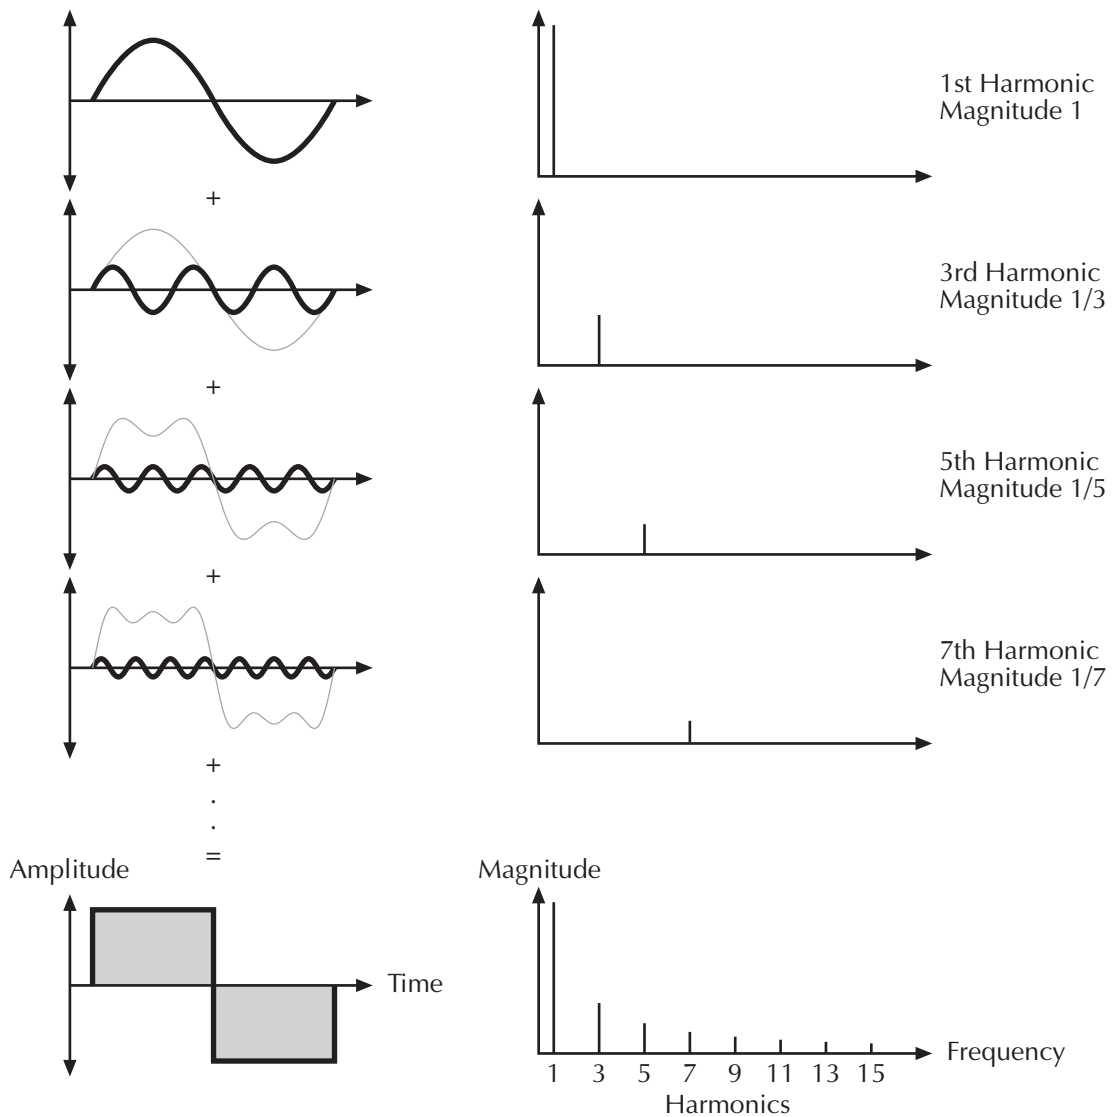 1st Harmonic
Magnitude 1
+
3rd Harmonic
Magnitude 1/3
+
5th Harmonic
Magnitude 1/5
+
7th Harmonic
Magnitude 1/7
+
.
.
=
Amplitude
Magnitude
Time
Frequency
1 3 5 7 9 11 13 15
Harmonics